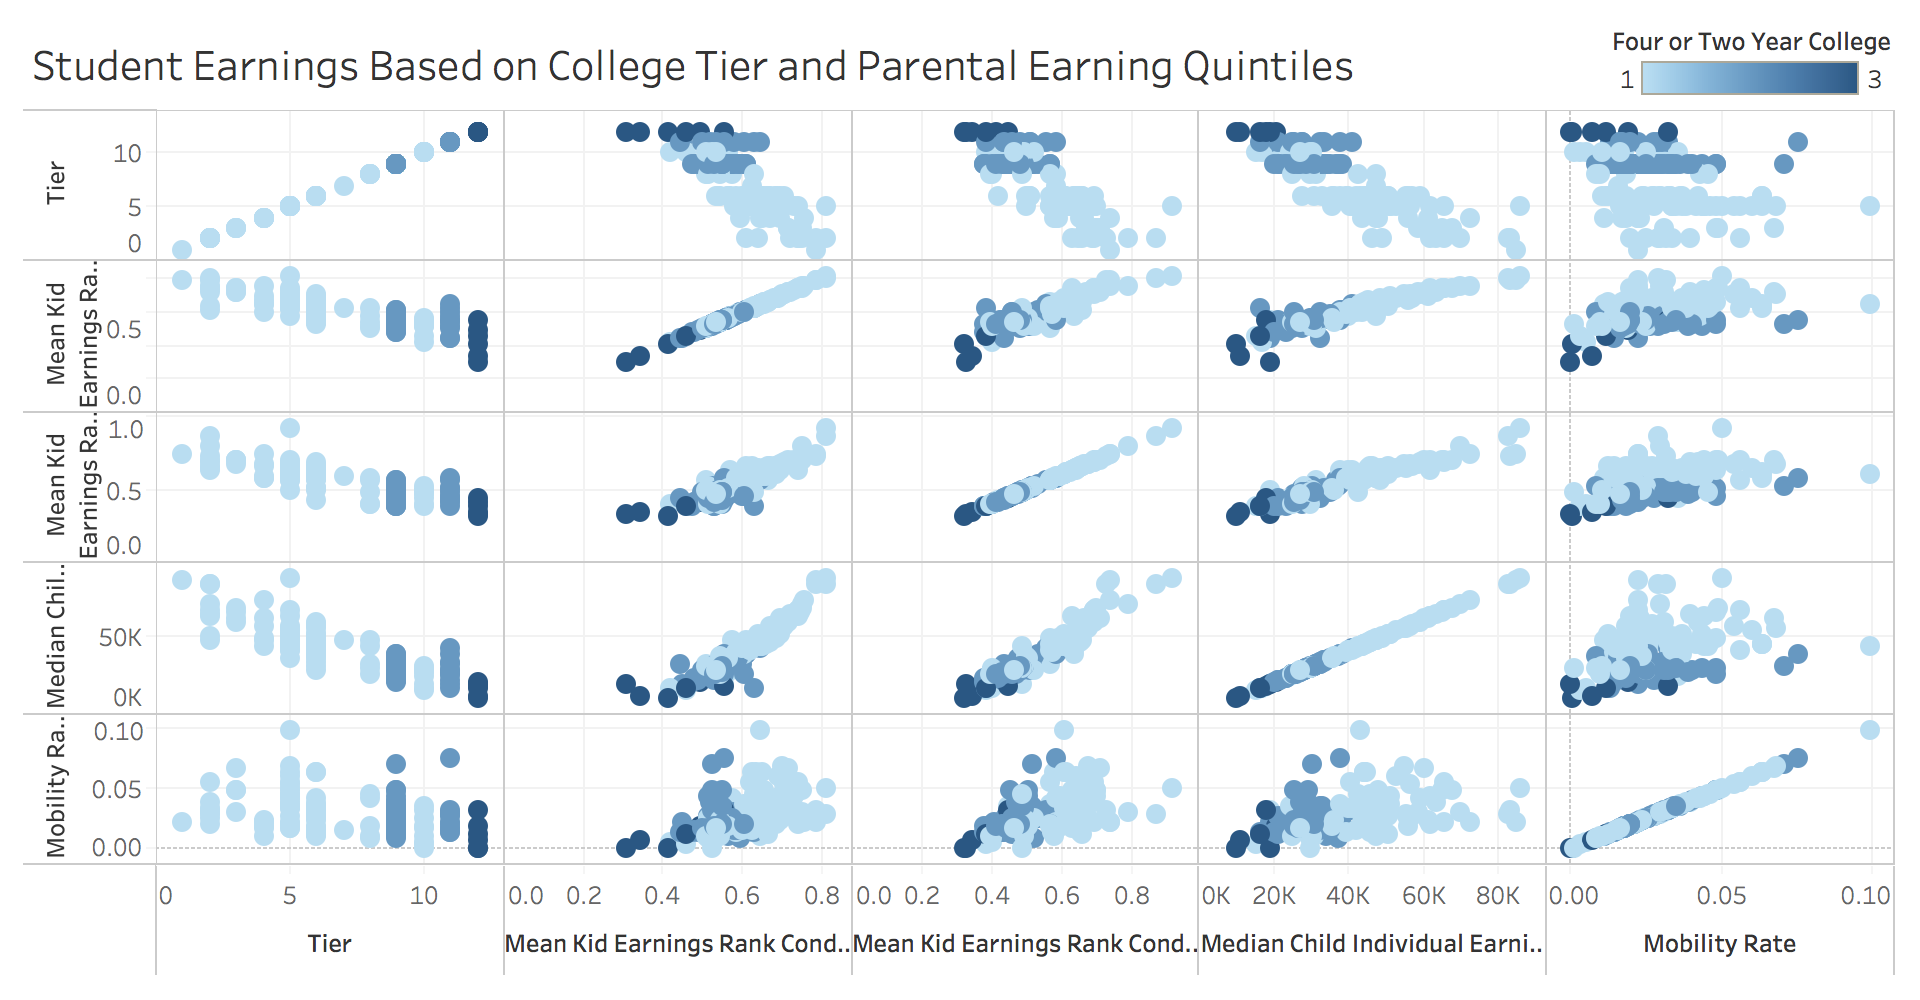 Four or Two Year College
Student Earnings Based on College Tier and Parental Earning Quintiles
1 3
Tier
10
5
0
Mean Kid
Earnings Ra..
0.5
0.0
Mean Kid
Earnings Ra..
1.0
0.5
0.0
Median Chil..
50K
0K
Mobility Ra..
0.10
0.05
0.00
0 5 10 0.0 0.2 0.4 0.6 0.8 0.0 0.2 0.4 0.6 0.8 0K 20K 40K 60K 80K 0.00 0.05 0.10
Tier Mean Kid Earnings Rank Cond.. Mean Kid Earnings Rank Cond.. Median Child Individual Earni.. Mobility Rate